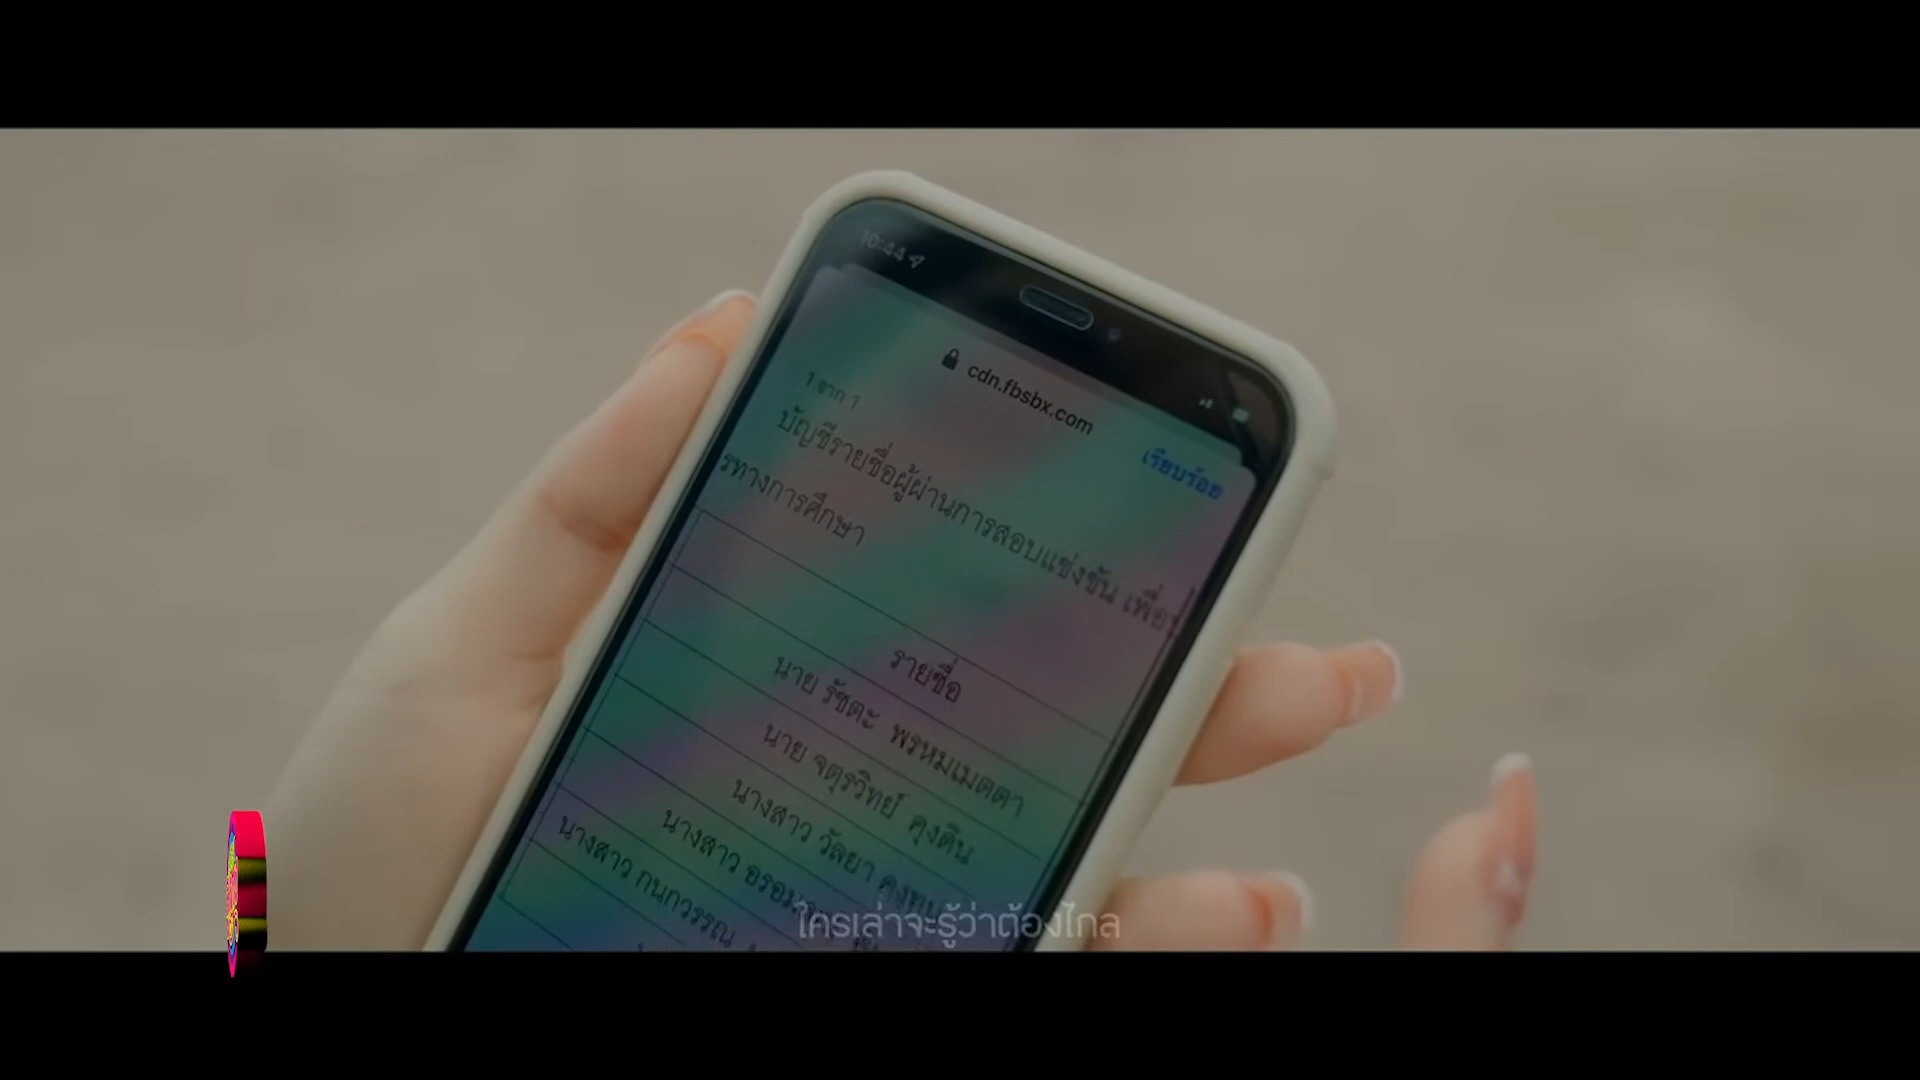 10:44
cdn.fbsbx.com
1 จาก 1
เรียบร้อย
บัญชีรายชื่อผู้ผ่านการสอบแข่งขัน เพื่อ
รทางการศึกษา
รายชื่อ
นาย รัชตะ พรหมเมตตา
นาย จตุรวิทย์ คุงตัน
นางสาว วัลยา
นางสาว
นางสาว กนกวรรณ
ใครเล่าจะรู้ว่าต้องไกล